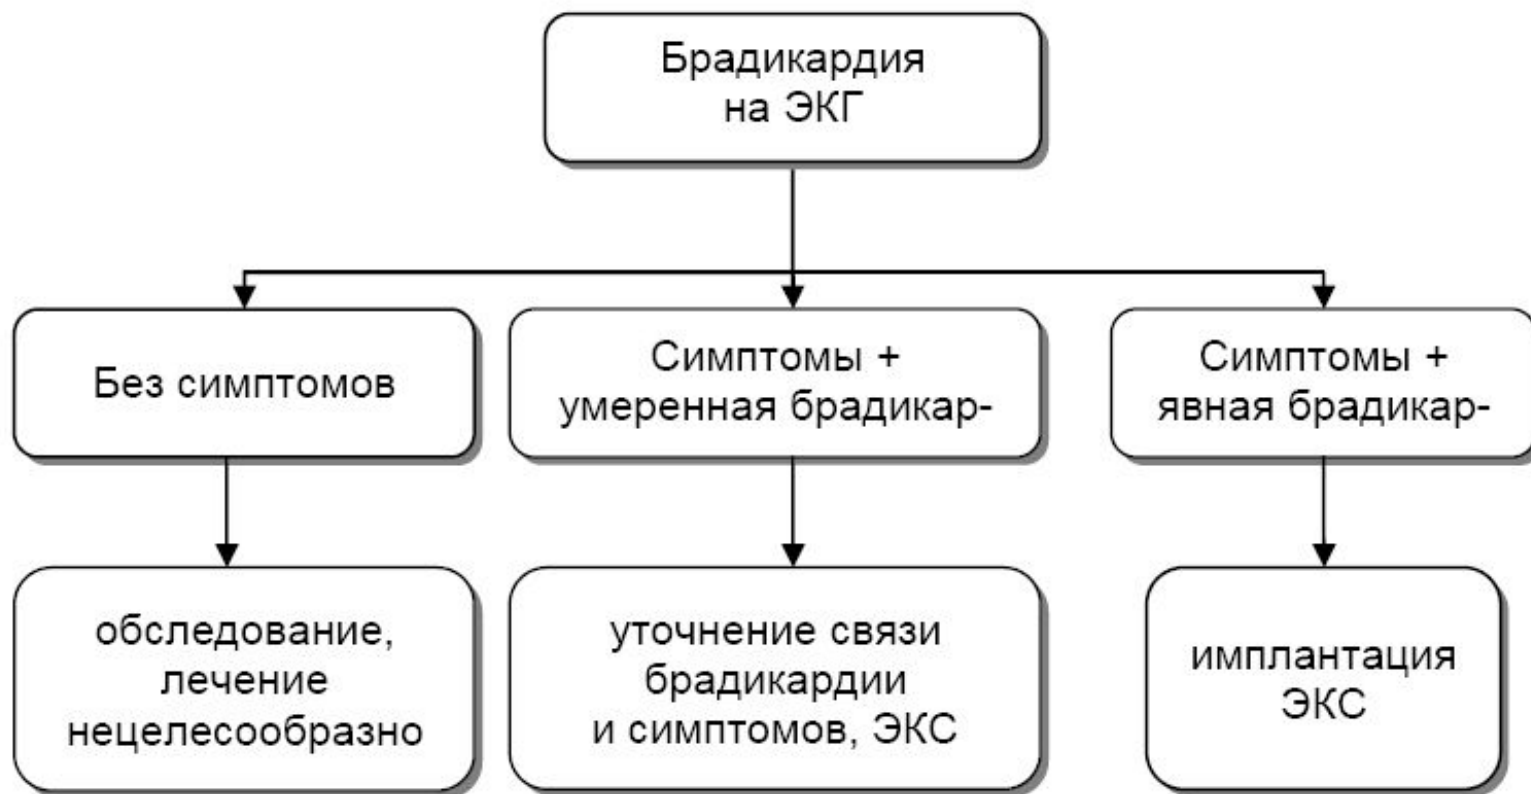 Брадикардия
на ЭКГ
Без симптомов
Симптомы +
умеренная брадикар-
Симптомы +
явная брадикар-
обследование,
лечение
нецелесообразно
уточнение связи
брадикардии
и симптомов, ЭКС
имплантация
ЭКС